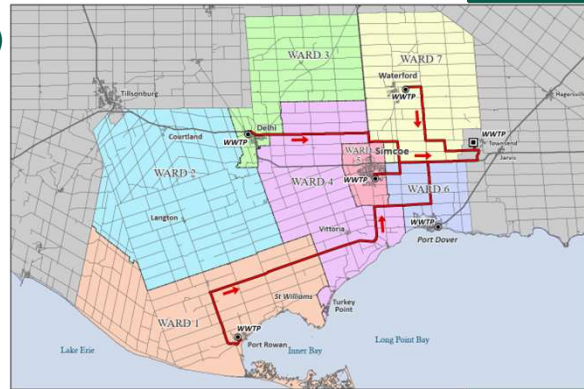 WARD 3
WARD 7
Waterford
WWTP
Tillsonburg
Hagersville
Delhi
Courtland
WWTP
WWTP
Townsend
Simcoe
Jarvis
WARD
5
WWTP
WARD 2
WARD 4
WARD 6
Langton
WWTP
Vittoria
Port Dover
St Williams
Turkey
Point
WARD 1
WWTP
Port Rowan
Lake Erie
Inner Bay
Long Point Bay